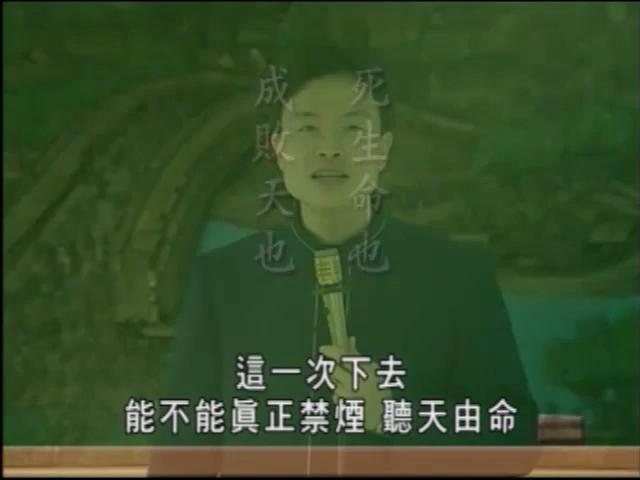 死生命也
成敗天也
這一次下去
能不能眞正禁煙 聽天由命